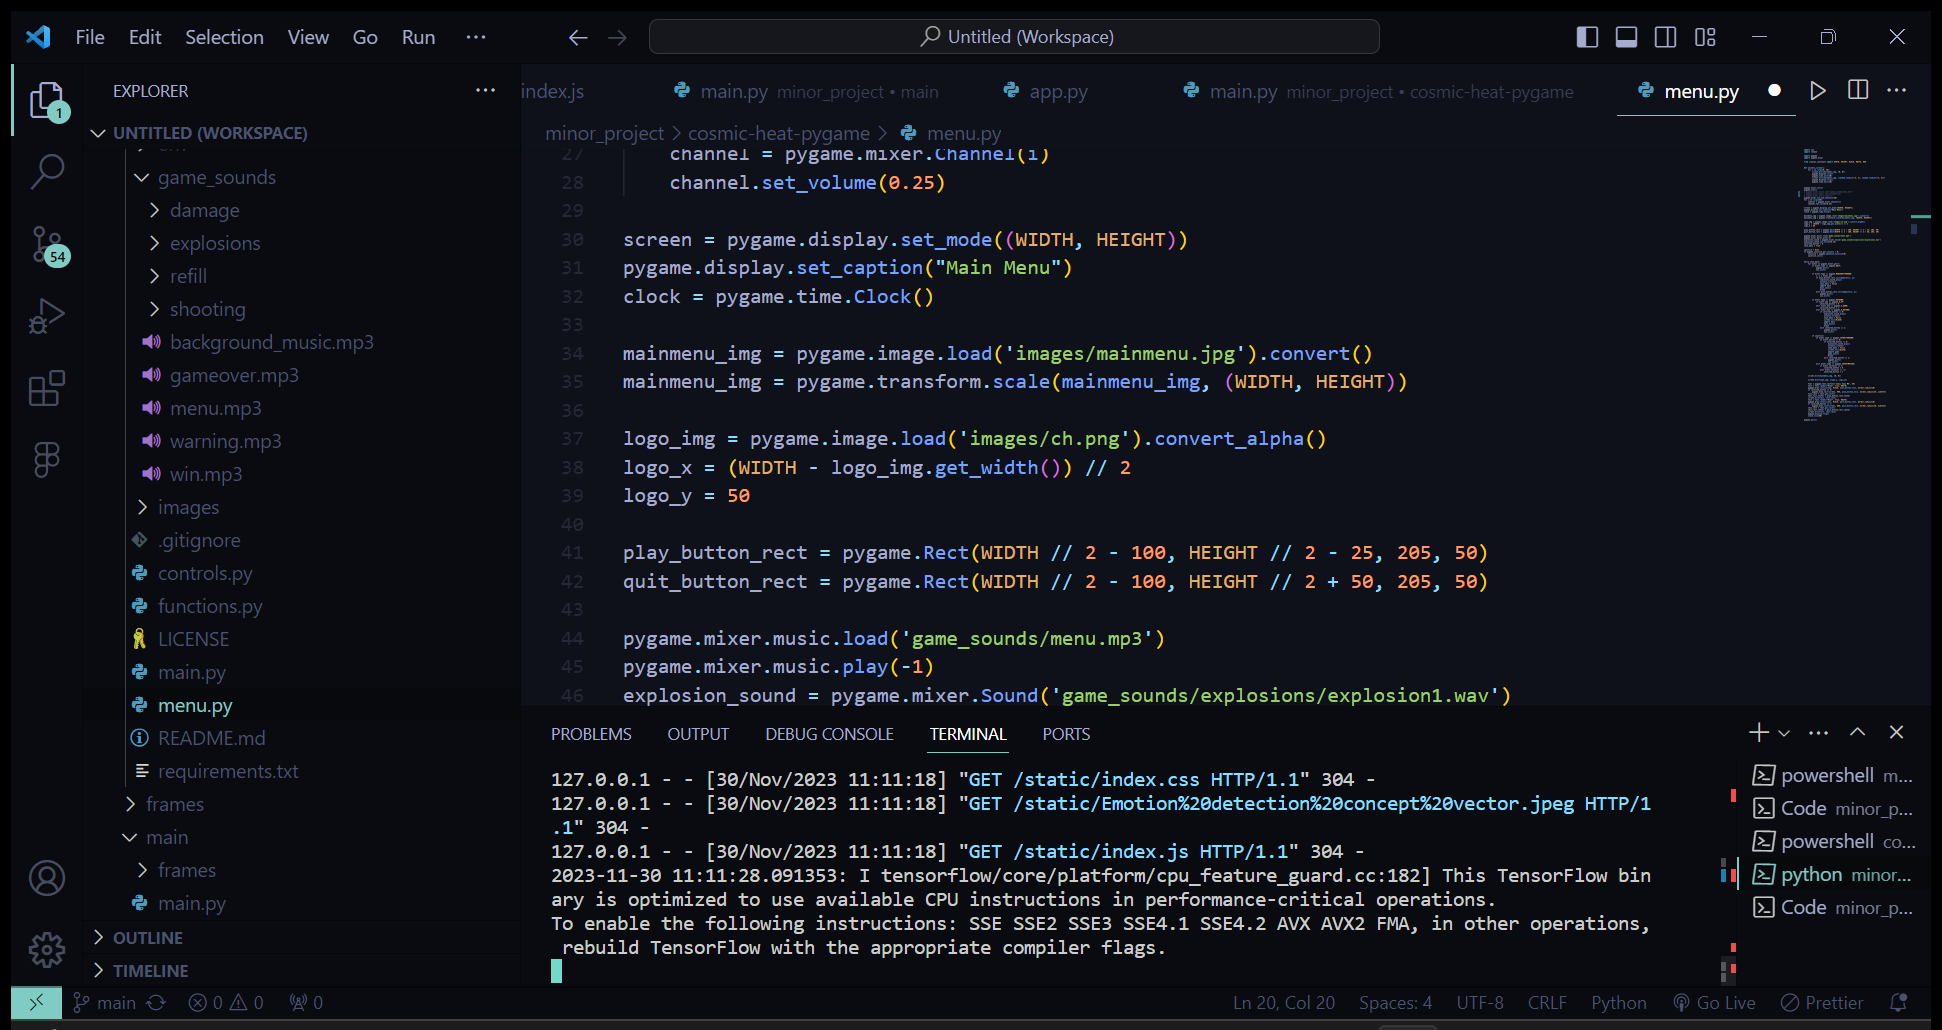 File Edit Selection View Go Run ···
Untitled (Workspace)
EXPLORER
1
UNTITLED (WORKSPACE)
game_sounds
damage
explosions
54
refill
shooting
background_music.mp3
gameover.mp3
menu.mp3
warning.mp3
win.mp3
images
.gitignore
controls.py
functions.py
LICENSE
main.py
menu.py
README.md
requirements.txt
frames
main
frames
main.py
OUTLINE
TIMELINE
index.js main.py minor_project • main app.py main.py minor_project • cosmic-heat-pygame menu.py
minor_project > cosmic-heat-pygame > menu.py
27 channel = pygame.mixer.Channel(i)
28 channel.set_volume(0.25)
29
30 screen = pygame.display.set_mode((WIDTH, HEIGHT))
31 pygame.display.set_caption("Main Menu")
32 clock = pygame.time.Clock()
33
34 mainmenu_img = pygame.image.load('images/mainmenu.jpg').convert()
35 mainmenu_img = pygame.transform.scale(mainmenu_img, (WIDTH, HEIGHT))
36
37 logo_img = pygame.image.load('images/ch.png').convert_alpha()
38 logo_x = (WIDTH - logo_img.get_width()) // 2
39 logo_y = 50
40
41 play_button_rect = pygame.Rect(WIDTH // 2 - 100, HEIGHT // 2 - 25, 205, 50)
42 quit_button_rect = pygame.Rect(WIDTH // 2 - 100, HEIGHT // 2 + 50, 205, 50)
43
44 pygame.mixer.music.load('game_sounds/menu.mp3')
45 pygame.mixer.music.play(-1)
46 explosion_sound = pygame.mixer.Sound('game_sounds/explosions/explosion1.wav')
PROBLEMS OUTPUT DEBUG CONSOLE TERMINAL PORTS
127.0.0.1 - - [30/Nov/2023 11:11:18] "GET /static/index.css HTTP/1.1" 304 -
127.0.0.1 - - [30/Nov/2023 11:11:18] "GET /static/Emotion%20detection%20concept%20vector.jpeg HTTP/1
.1" 304 -
127.0.0.1 - - [30/Nov/2023 11:11:18] "GET /static/index.js HTTP/1.1" 304 -
2023-11-30 11:11:28.091353: I tensorflow/core/platform/cpu_feature_guard.cc:182] This TensorFlow bin
ary is optimized to use available CPU instructions in performance-critical operations.
To enable the following instructions: SSE SSE2 SSE3 SSE4.1 SSE4.2 AVX AVX2 FMA, in other operations,
rebuild TensorFlow with the appropriate compiler flags.
powershell m...
Code minor_p...
powershell co...
python minor...
Code minor_p...
main 0 0 0 Ln 20, Col 20 Spaces: 4 UTF-8 CRLF Python Go Live Prettier